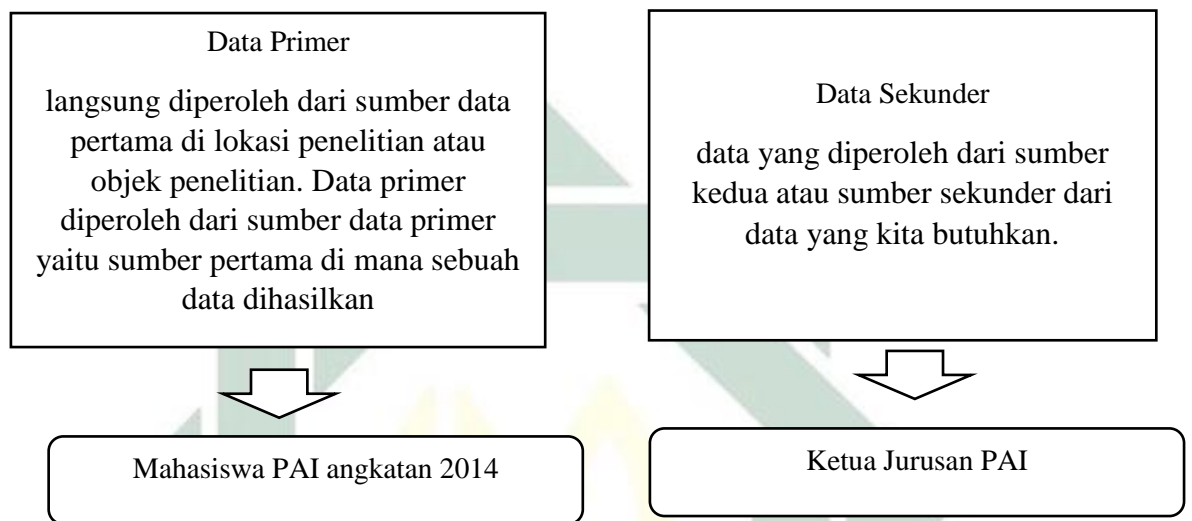 Data Primer
langsung diperoleh dari sumber data
pertama di lokasi penelitian atau
objek penelitian. Data primer
diperoleh dari sumber data primer
yaitu sumber pertama di mana sebuah
data dihasilkan
Mahasiswa PAI angkatan 2014
Data Sekunder
data yang diperoleh dari sumber
kedua atau sumber sekunder dari
data yang kita butuhkan.
Ketua Jurusan PAI